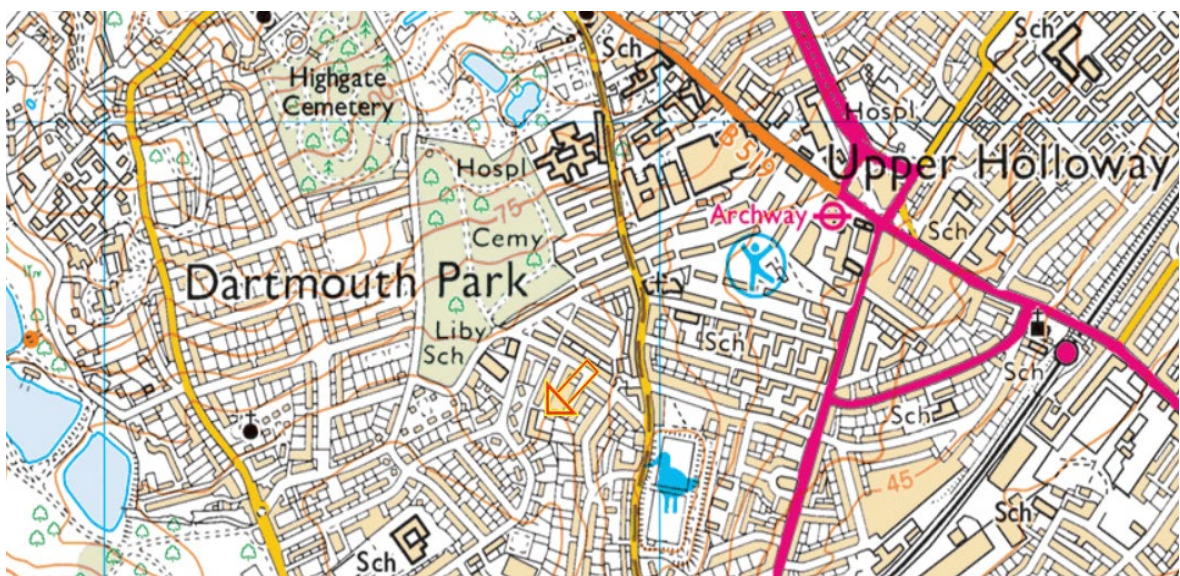 Sch
Sch
Highgate
Cemetery
Hospl
B 519
Upper Holloway
Hospl
75
Archway
Cemy
Sch
Dartmouth Park
Liby
Sch
Sch
Sch
Sch
45
Sch
Sch